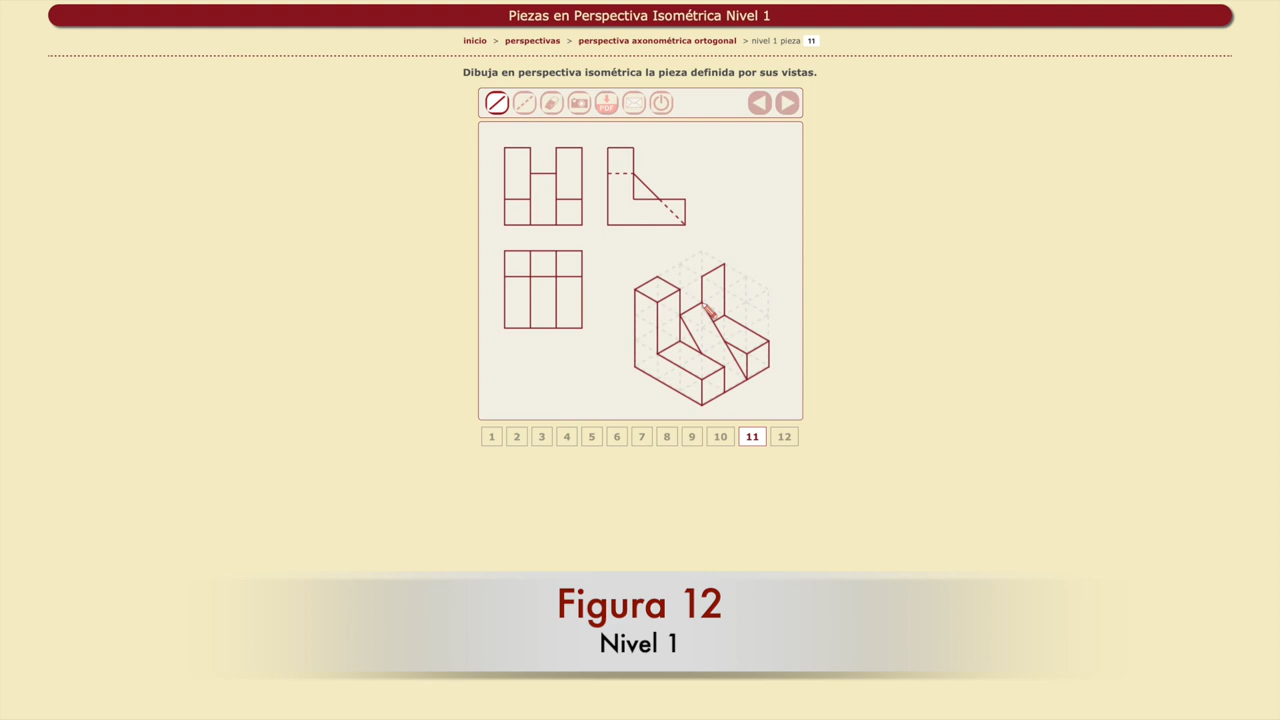 Piezas en Perspectiva Isométrica Nivel 1
inicio > perspectivas > perspectiva axonométrica ortogonal > nivel 1 pieza 11
Dibuja en perspectiva isométrica la pieza definida por sus vistas.
PDF
1 2 3 4 5 6 7 8 9 10 11 12
Figura 12
Nivel 1